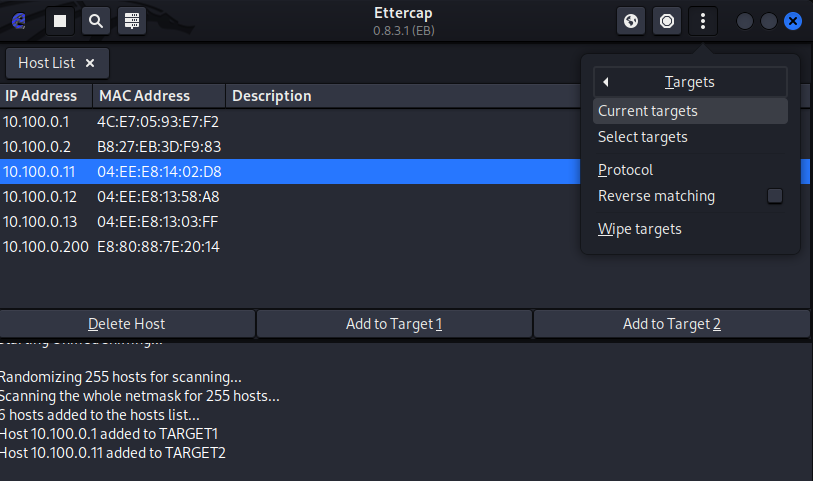 Ettercap
0.8.3.1 (EB)
Host List ×
IP Address MAC Address Description
10.100.0.1 4C:E7:05:93:E7:F2
10.100.0.2 B8:27:EB:3D:F9:83
10.100.0.11 04:EE:E8:14:02:D8
10.100.0.12 04:EE:E8:13:58:A8
10.100.0.13 04:EE:E8:13:03:FF
10.100.0.200 E8:80:88:7E:20:14
Targets
Current targets
Select targets
Protocol
Reverse matching
Wipe targets
Delete Host Add to Target 1 Add to Target 2
Starting Unified sniffing...
Randomizing 255 hosts for scanning...
Scanning the whole netmask for 255 hosts...
6 hosts added to the hosts list...
Host 10.100.0.1 added to TARGET1
Host 10.100.0.11 added to TARGET2